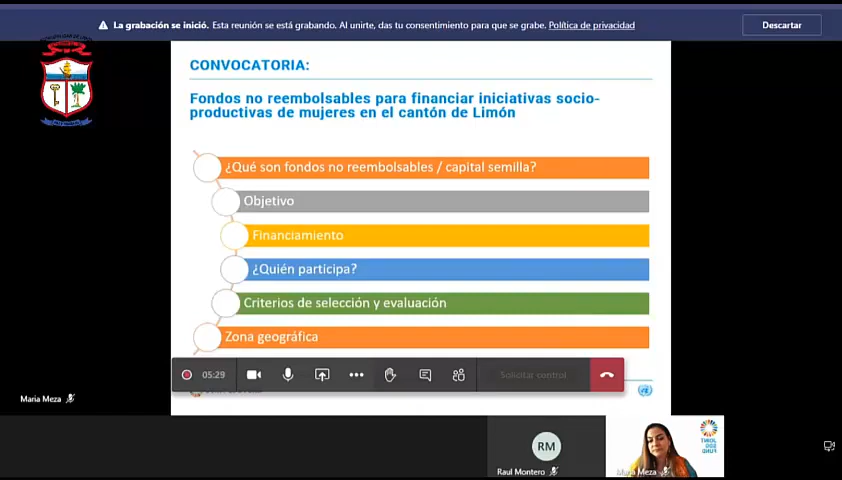 La grabación se inició. Esta reunión se está grabando. Al unirte, das tu consentimiento para que se grabe. Política de privacidad
Descartar
CONVOCATORIA:
Fondos no reembolsables para financiar iniciativas socio-
productivas de mujeres en el cantón de Limón
¿Qué son fondos no reembolsables / capital semilla?
Objetivo
Financiamiento
¿Quién participa?
Criterios de selección y evaluación
Zona geográfica
05:29
Solicitar control
Maria Meza
RM
Raul Montero
Maria Meza
JOINT
SDG
FUND